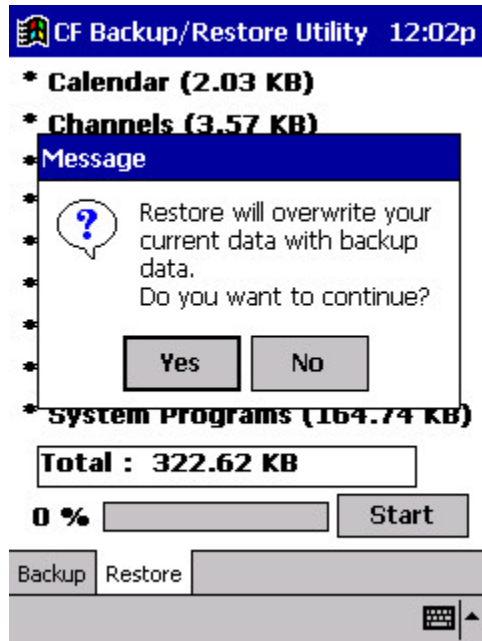 CF Backup/Restore Utility 12:02p
* Calendar (2.03 KB)
* Channels (3.57 KB)
*
Message
*
?
Restore will overwrite your
*
current data with backup
data.
*
Do you want to continue?
*
*
Yes No
* System Programs (164.74 KB)
Total : 322.62 KB
0 % Start
Backup Restore